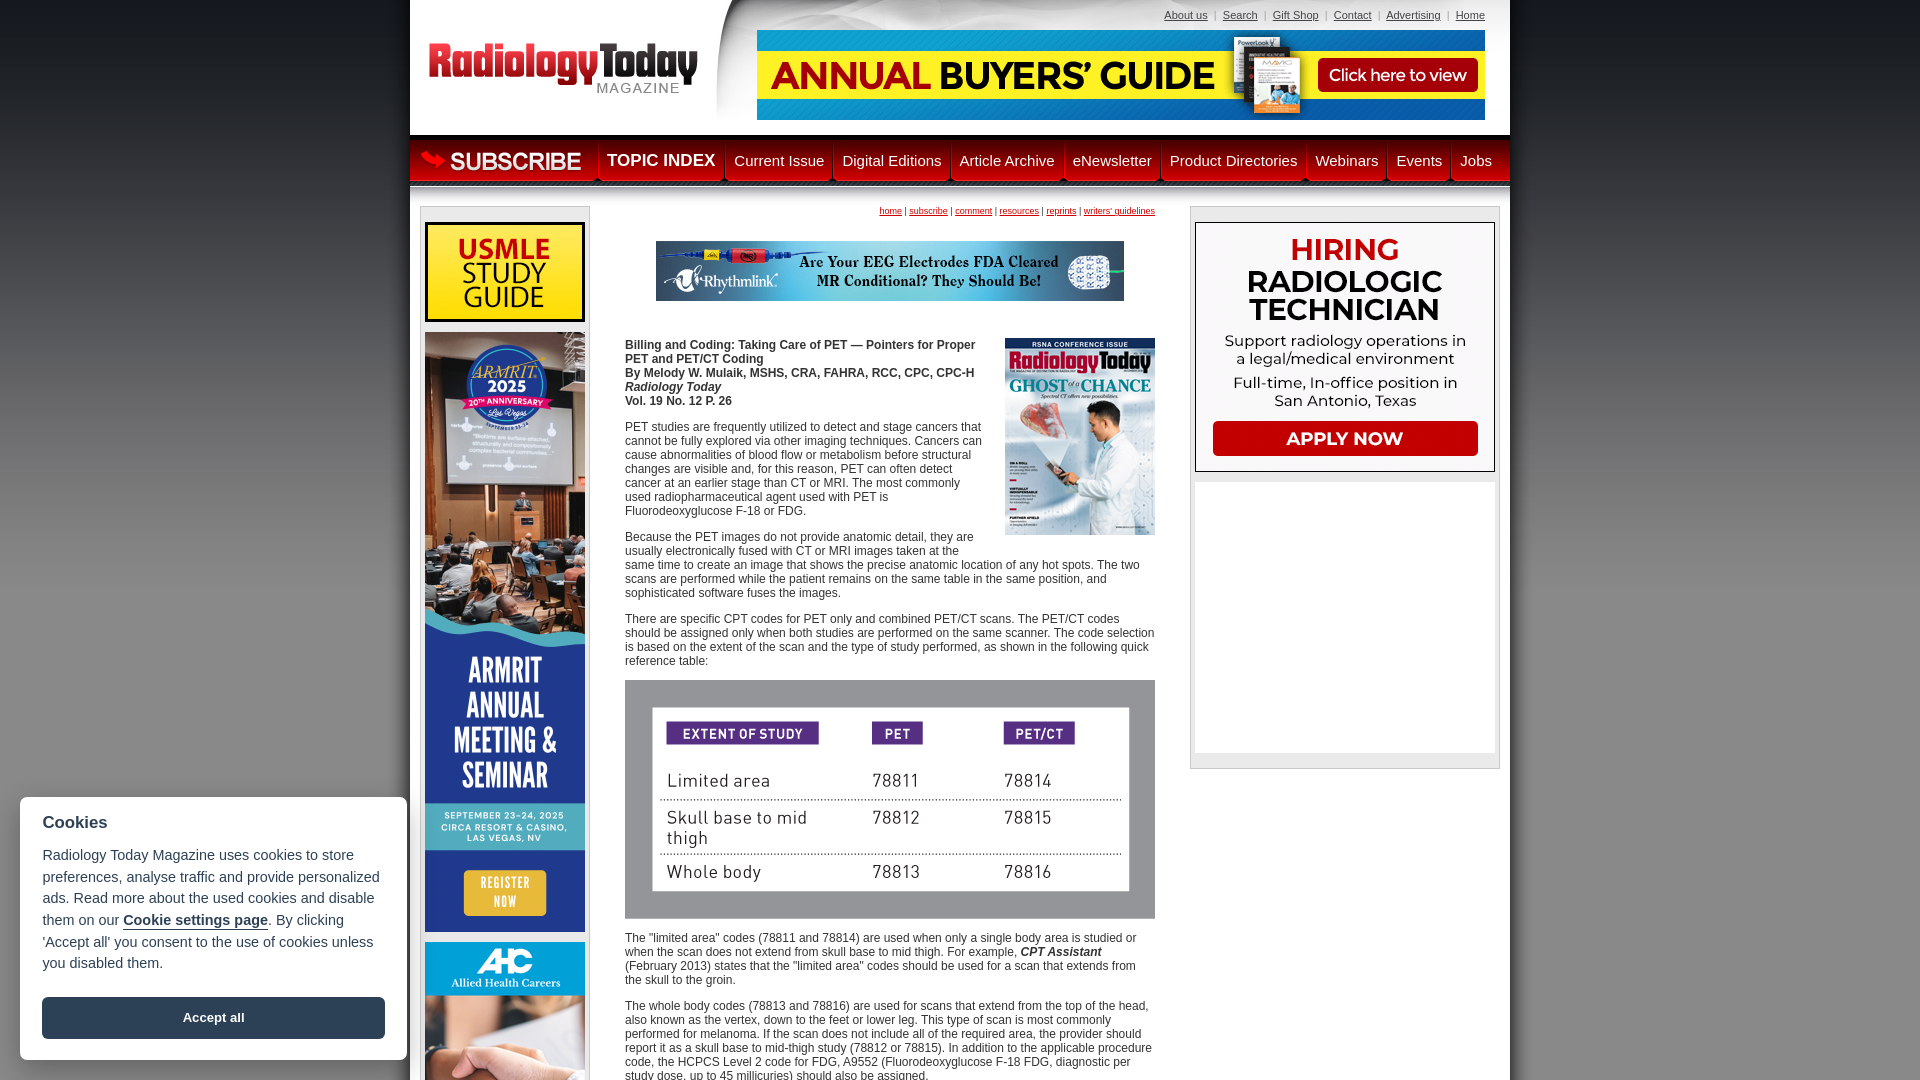 About us | Search | Gift Shop | Contact | Advertising | Home
RadiologyToday
MAGAZINE
ANNUAL BUYERS' GUIDE
Click here to view
SUBSCRIBE
TOPIC INDEX
Current Issue
Digital Editions
Article Archive
eNewsletter
Product Directories
Webinars
Events
Jobs
home | subscribe | comment | resources | reprints | writers' guidelines
USMLE
STUDY
GUIDE
ARMRIT
2025
20TH ANNIVERSARY
Las Vegas
SEPTEMBER 23-24
ARMRIT
ANNUAL
MEETING &
SEMINAR
SEPTEMBER 23-24, 2025
CIRCA RESORT & CASINO,
LAS VEGAS, NV
REGISTER
NOW
AHC
Allied Health Careers
Rhythmlink
Are Your EEG Electrodes FDA Cleared
MR Conditional? They Should Be!
Billing and Coding: Taking Care of PET — Pointers for Proper
PET and PET/CT Coding
By Melody W. Mulaik, MSHS, CRA, FAHRA, RCC, CPC, CPC-H
Radiology Today
Vol. 19 No. 12 P. 26
RSNA CONFERENCE ISSUE
RadiologyToday
GHOST of a CHANCE
Spectral CT offers new possibilities.
ON A ROLL
VIRTUALLY
INDISPENSABLE
FURTHER AFIELD
PET studies are frequently utilized to detect and stage cancers that
cannot be fully explored via other imaging techniques. Cancers can
cause abnormalities of blood flow or metabolism before structural
changes are visible and, for this reason, PET can often detect
cancer at an earlier stage than CT or MRI. The most commonly
used radiopharmaceutical agent used with PET is
Fluorodeoxyglucose F-18 or FDG.
Because the PET images do not provide anatomic detail, they are
usually electronically fused with CT or MRI images taken at the
same time to create an image that shows the precise anatomic location of any hot spots. The two
scans are performed while the patient remains on the same table in the same position, and
sophisticated software fuses the images.
There are specific CPT codes for PET only and combined PET/CT scans. The PET/CT codes
should be assigned only when both studies are performed on the same scanner. The code selection
is based on the extent of the scan and the type of study performed, as shown in the following quick
reference table:
EXTENT OF STUDY PET PET/CT
Limited area 78811 78814
Skull base to mid 78812 78815
thigh
Whole body 78813 78816
The "limited area" codes (78811 and 78814) are used when only a single body area is studied or
when the scan does not extend from skull base to mid thigh. For example, CPT Assistant
(February 2013) states that the "limited area" codes should be used for a scan that extends from
the skull to the groin.
The whole body codes (78813 and 78816) are used for scans that extend from the top of the head,
also known as the vertex, down to the feet or lower leg. This type of scan is most commonly
performed for melanoma. If the scan does not include all of the required area, the provider should
report it as a skull base to mid-thigh study (78812 or 78815). In addition to the applicable procedure
code, the HCPCS Level 2 code for FDG, A9552 (Fluorodeoxyglucose F-18 FDG, diagnostic per
study dose, up to 45 millicuries) should also be assigned.
HIRING
RADIOLOGIC
TECHNICIAN
Support radiology operations in
a legal/medical environment
Full-time, In-office position in
San Antonio, Texas
APPLY NOW
Cookies
Radiology Today Magazine uses cookies to store
preferences, analyse traffic and provide personalized
ads. Read more about the used cookies and disable
them on our Cookie settings page. By clicking
'Accept all' you consent to the use of cookies unless
you disabled them.
Accept all